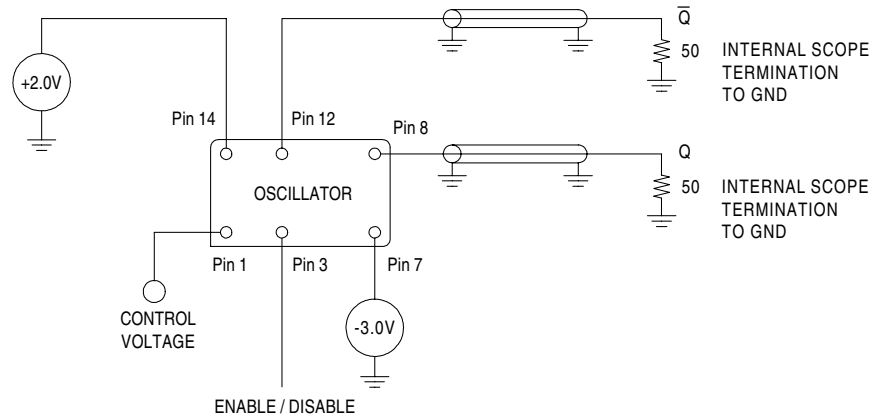 Q̅
50
INTERNAL SCOPE
TERMINATION
TO GND
+2.0V
Pin 14
Pin 12
Pin 8
Q
50
INTERNAL SCOPE
TERMINATION
TO GND
OSCILLATOR
Pin 1
Pin 3
Pin 7
CONTROL
VOLTAGE
-3.0V
ENABLE / DISABLE